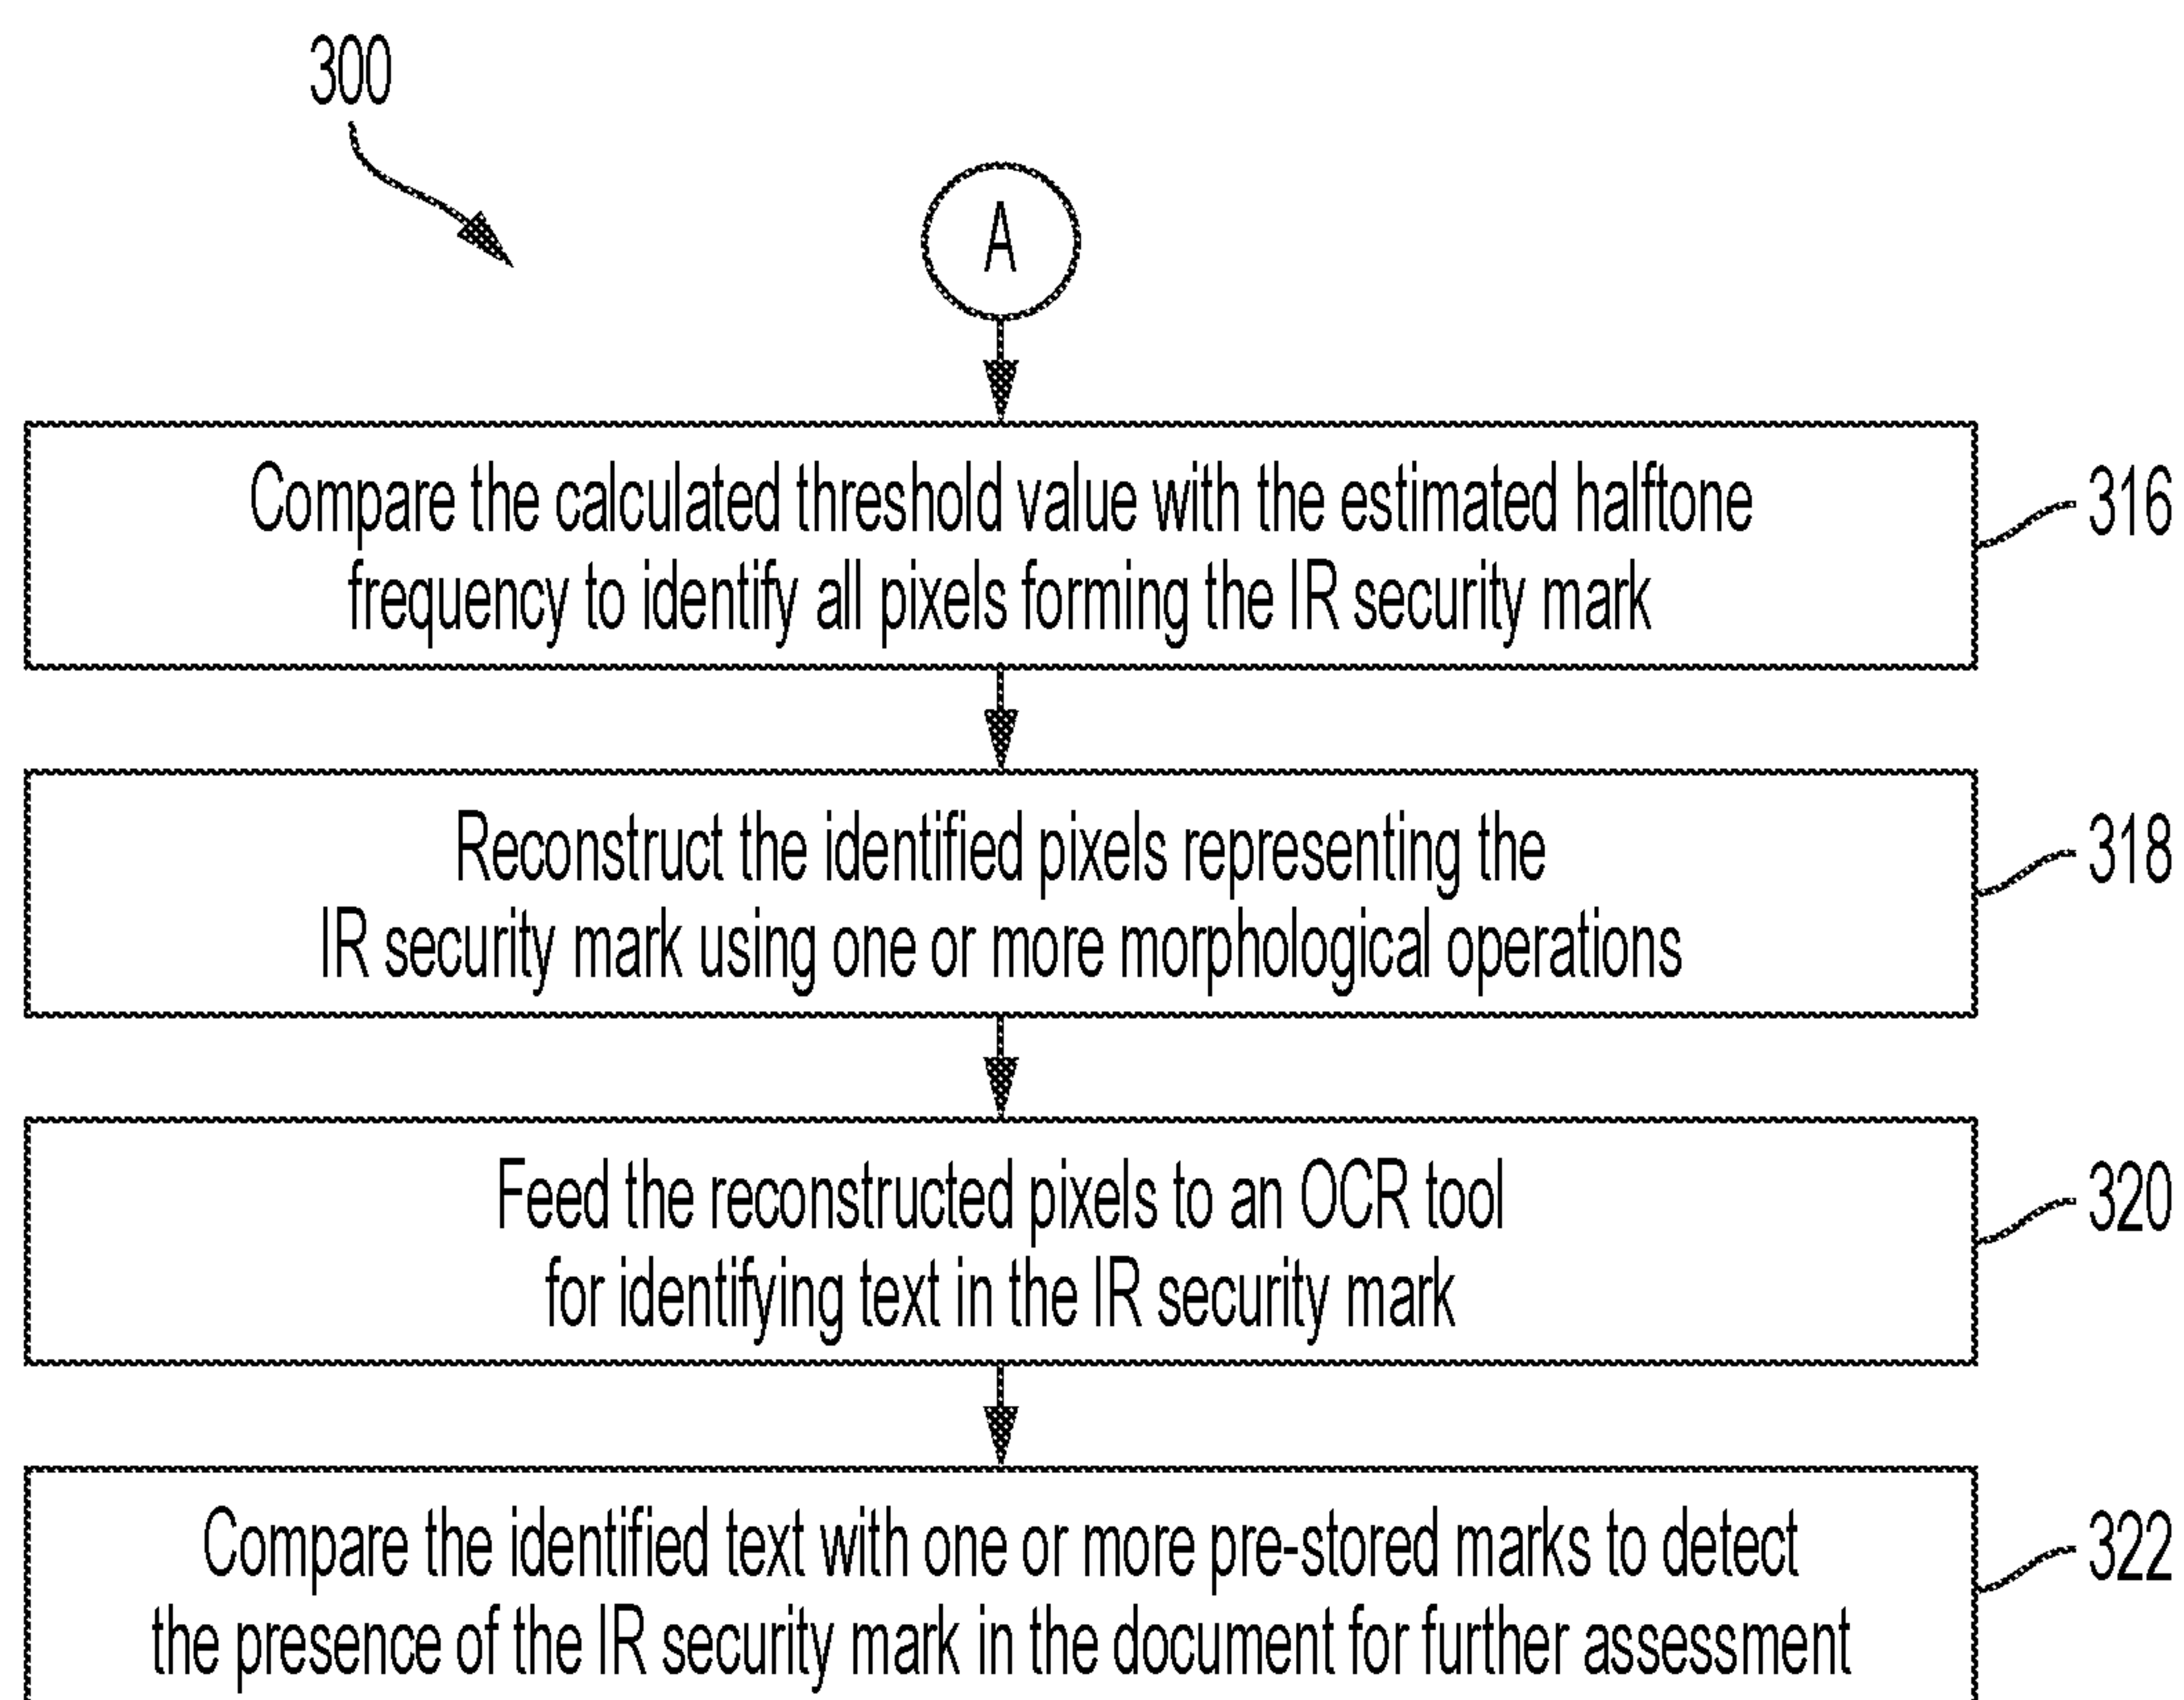 300
A
Compare the calculated threshold value with the estimated halftone
frequency to identify all pixels forming the IR security mark
316
Reconstruct the identified pixels representing the
IR security mark using one or more morphological operations
318
Feed the reconstructed pixels to an OCR tool
for identifying text in the IR security mark
320
Compare the identified text with one or more pre-stored marks to detect
the presence of the IR security mark in the document for further assessment
322